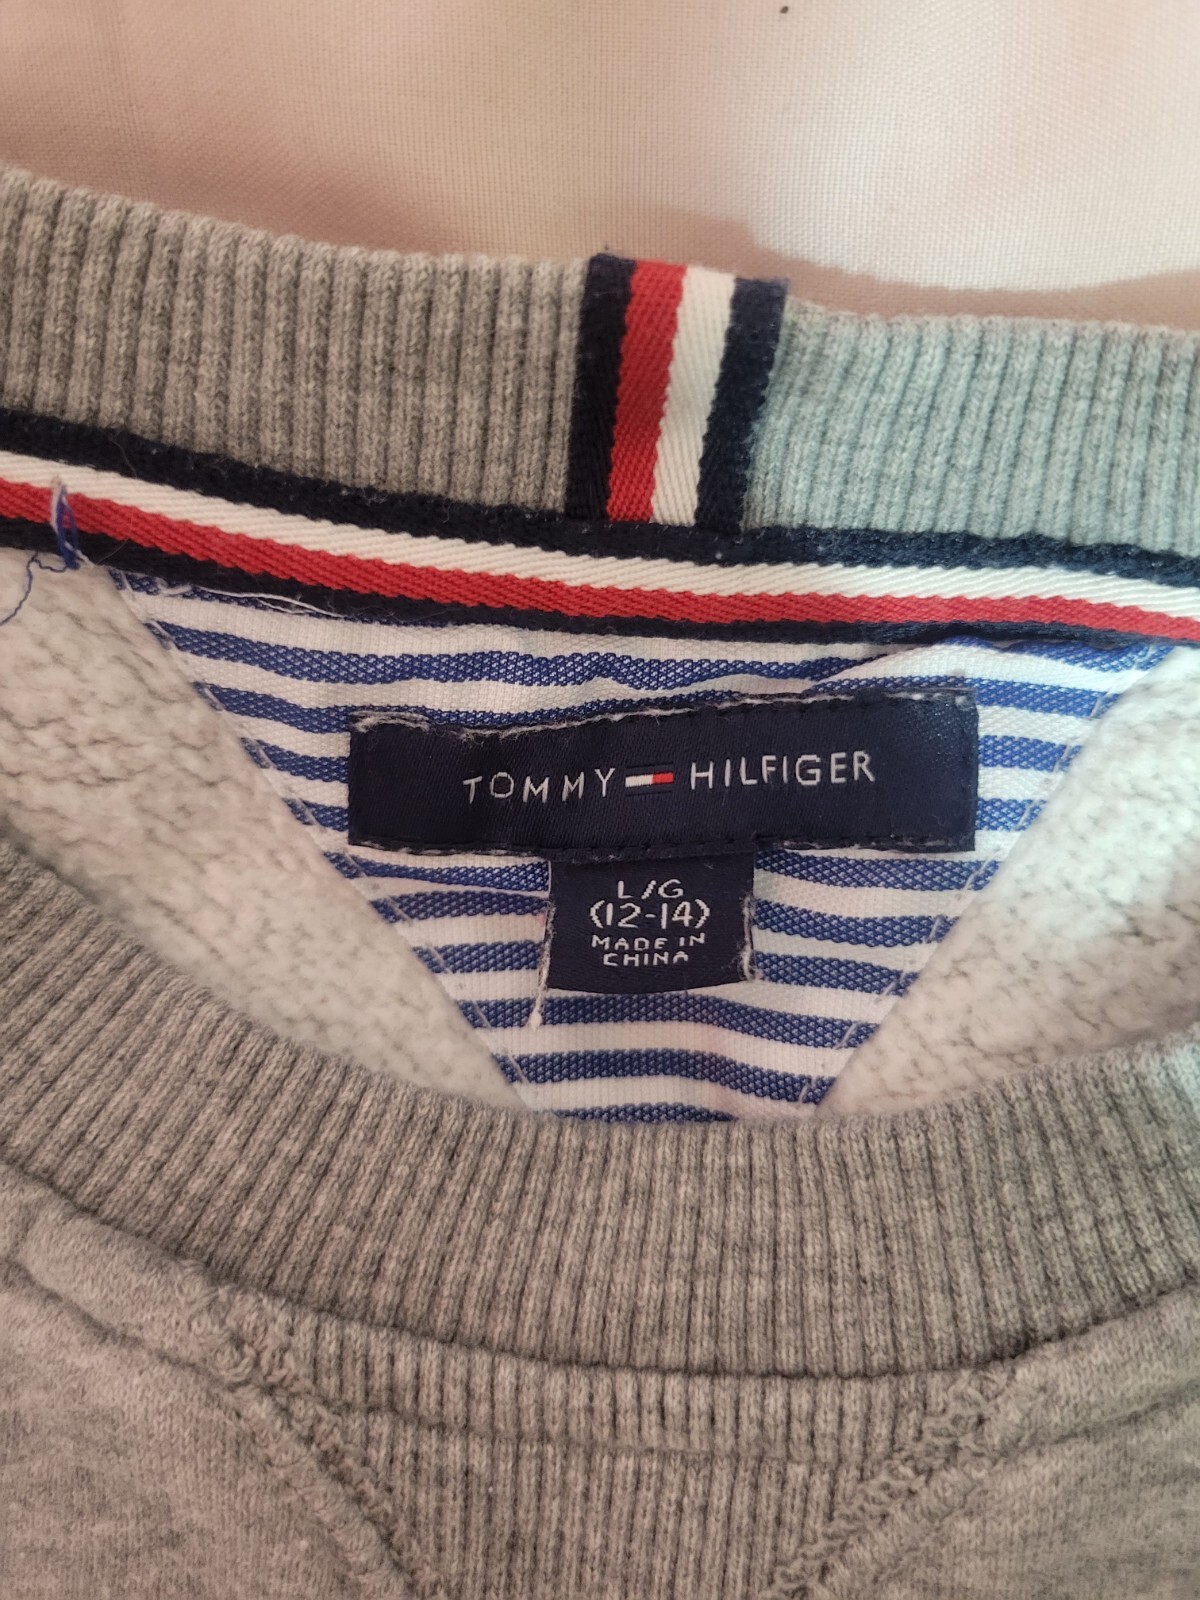 TOMMY HILFIGER
L/G
(12-14)
MADE IN
CHINA